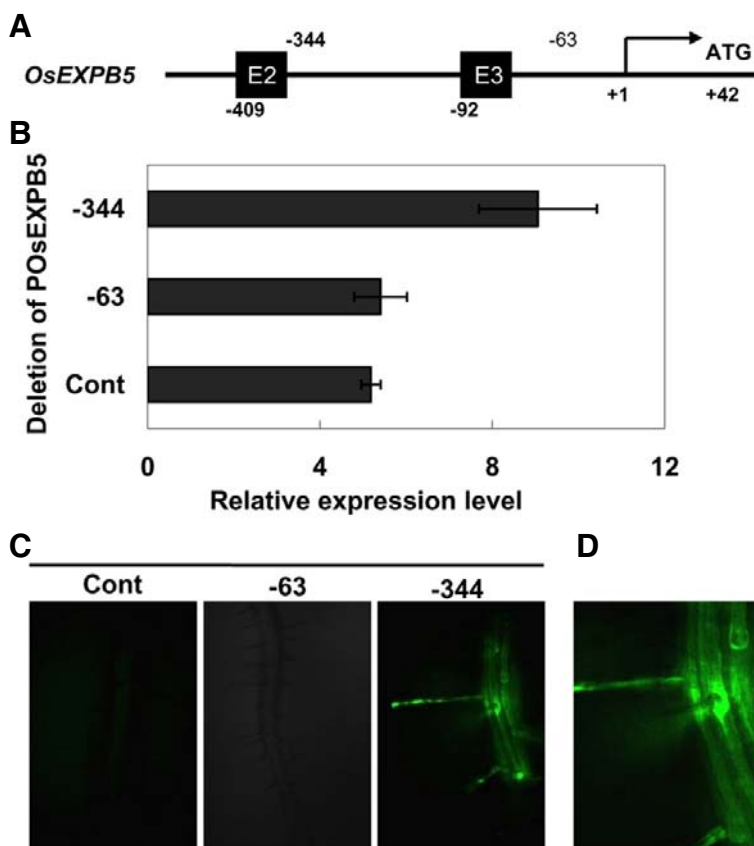 A
-344
-63
OsEXPB5
E2
E3
ATG
-409
-92
+1
+42
B
Deletion of POsEXPB5
-344
-63
Cont
0 4 8 12
Relative expression level
C
D
Cont -63 -344